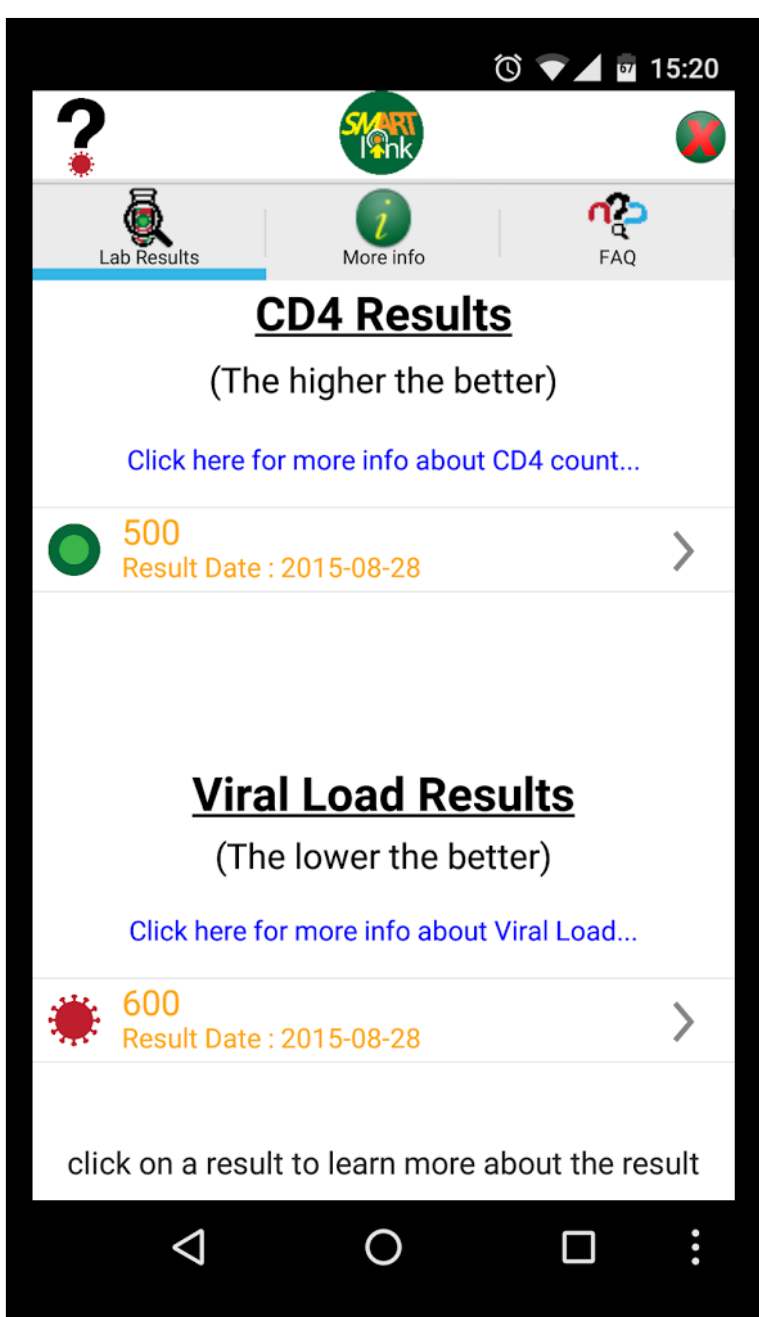 67 15:20
SMART
link
Lab Results More info FAQ
CD4 Results
(The higher the better)
Click here for more info about CD4 count...
500
Result Date : 2015-08-28
Viral Load Results
(The lower the better)
Click here for more info about Viral Load...
600
Result Date : 2015-08-28
click on a result to learn more about the result